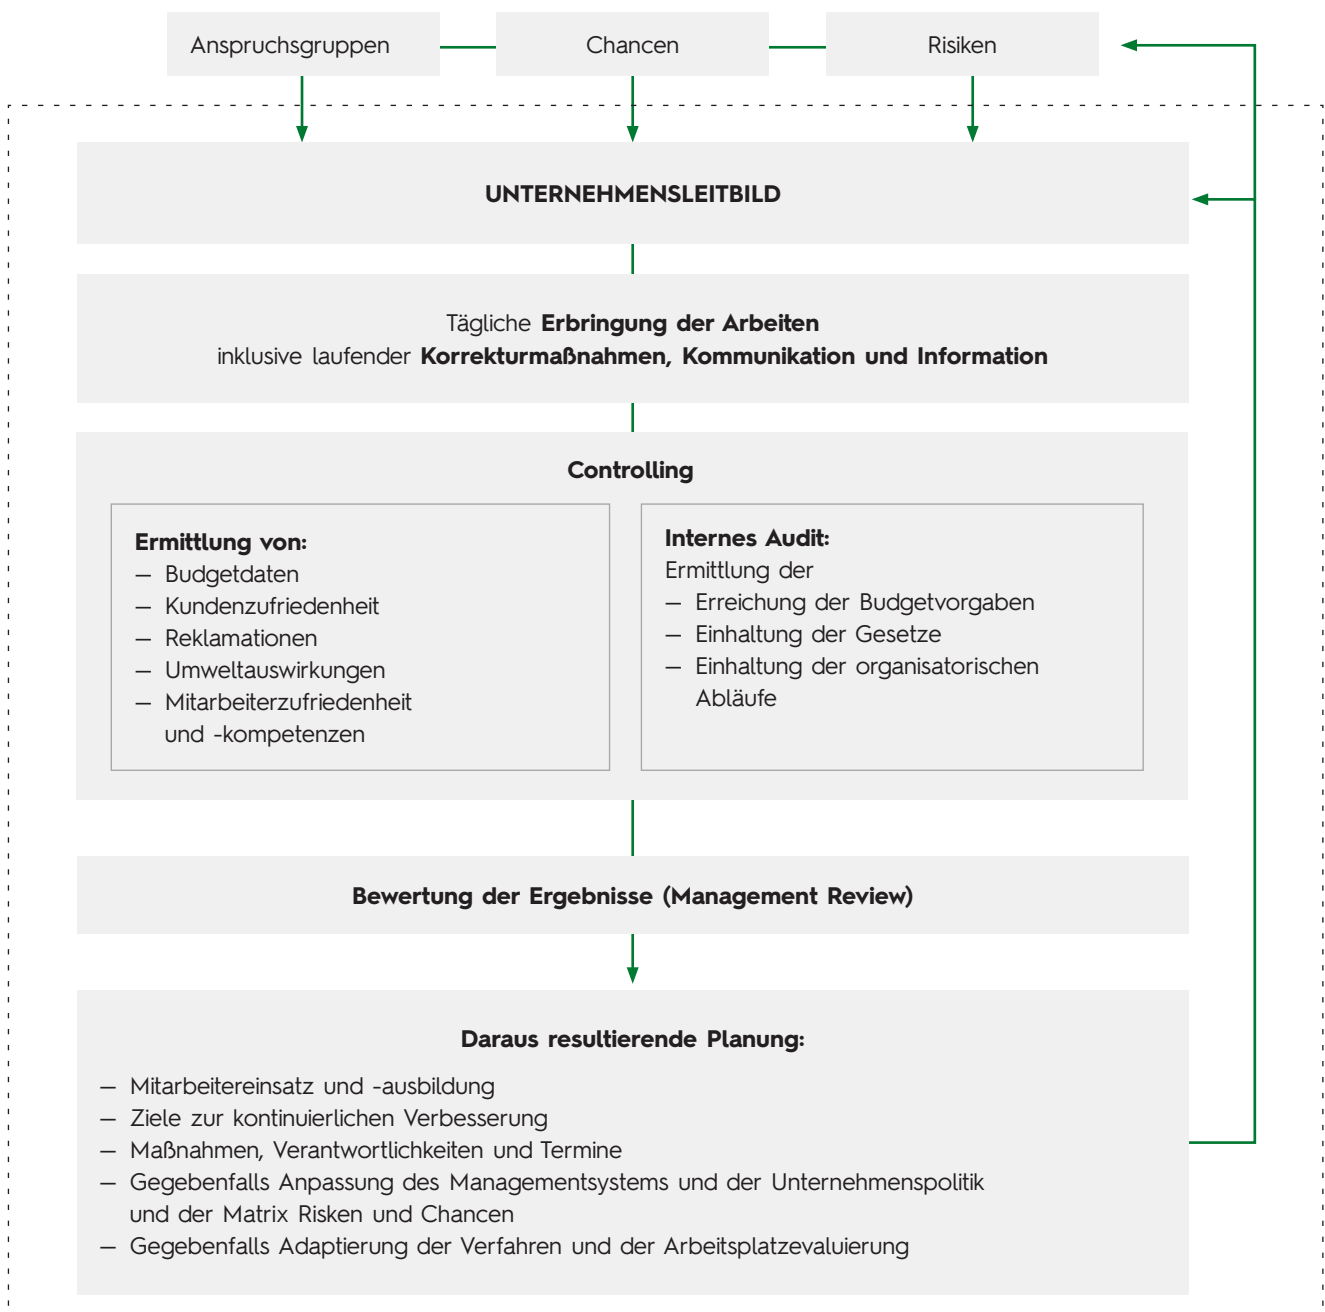 Anspruchsgruppen
Chancen
Risiken
UNTERNEHMENSLEITBILD
Tägliche Erbringung der Arbeiten
inklusive laufender Korrekturmaßnahmen, Kommunikation und Information
Controlling
Ermittlung von:
— Budgetdaten
— Kundenzufriedenheit
— Reklamationen
— Umweltauswirkungen
— Mitarbeiterzufriedenheit
und -kompetenzen
Internes Audit:
Ermittlung der
— Erreichung der Budgetvorgaben
— Einhaltung der Gesetze
— Einhaltung der organisatorischen
Abläufe
Bewertung der Ergebnisse (Management Review)
Daraus resultierende Planung:
— Mitarbeitereinsatz und -ausbildung
— Ziele zur kontinuierlichen Verbesserung
— Maßnahmen, Verantwortlichkeiten und Termine
— Gegebenfalls Anpassung des Managementsystems und der Unternehmenspolitik
und der Matrix Risken und Chancen
— Gegebenfalls Adaptierung der Verfahren und der Arbeitsplatzevaluierung